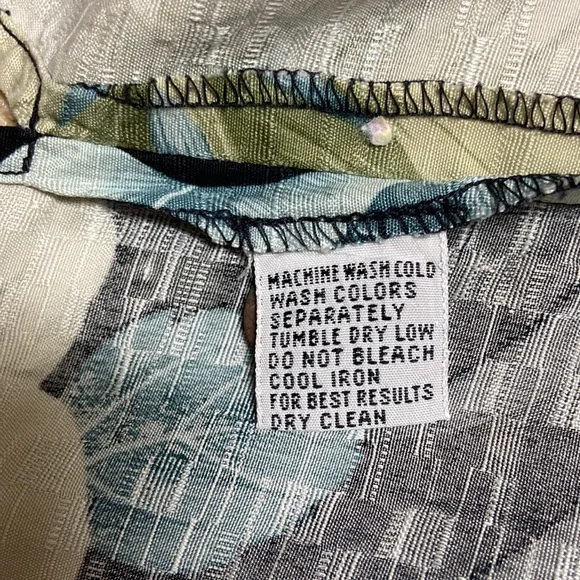 MACHINE WASH COLD
WASH COLORS
SEPARATELY
TUMBLE DRY LOW
DO NOT BLEACH
COOL IRON
FOR BEST RESULTS
DRY CLEAN